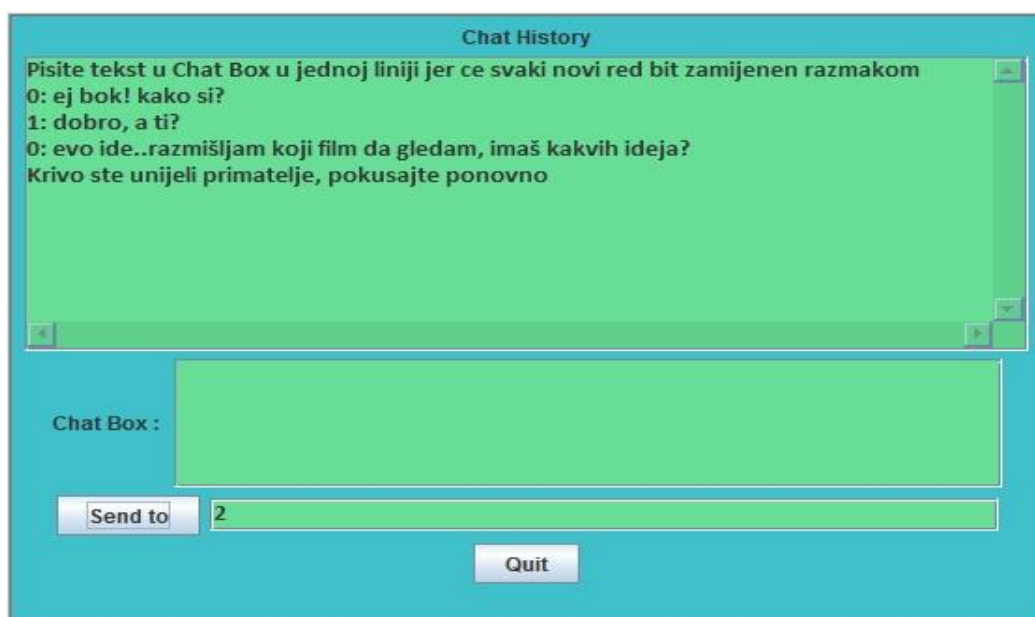 Chat History
Pisite tekst u Chat Box u jednoj liniji jer ce svaki novi red bit zamijenen razmakom
0: ej bok! kako si?
1: dobro, a ti?
0: evo ide..razmišljam koji film da gledam, imaš kakvih ideja?
Krivo ste unijeli primatelje, pokusajte ponovno
Chat Box :
Send to 2
Quit